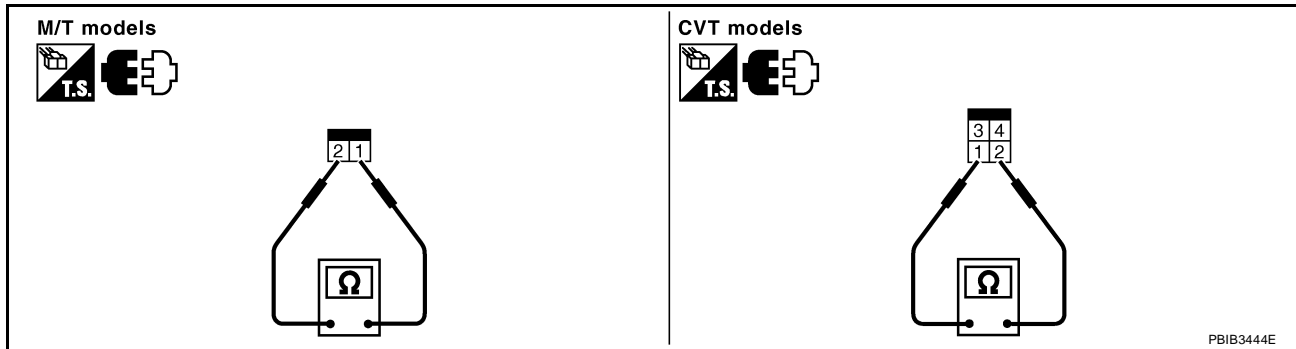 M/T models
T.S.
2 1
Ω
CVT models
T.S.
3 4
1 2
Ω
PBIB3444E